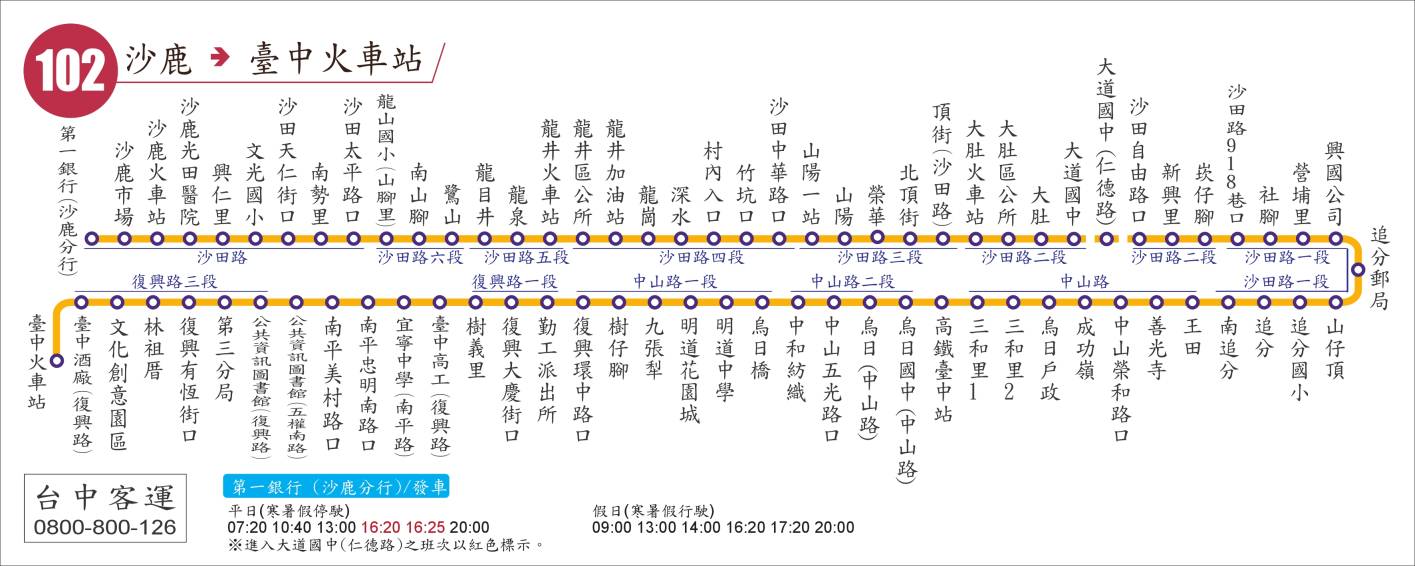 102 沙鹿 → 臺中火車站
第一銀行(沙鹿分行)
沙鹿市場
沙鹿火車站
沙鹿光田醫院
興仁里
文光國小
沙田天仁街口
南勢里
沙田太平路口
龍山國小(山腳里)
南山腳
鷺山
龍目井
龍泉
龍井火車站
龍井區公所
龍井加油站
龍崗
深水
村內入口
竹坑口
沙田中華路口
山陽一站
山陽
榮華
北頂街
頂街(沙田路)
大肚火車站
大肚區公所
大肚
大道國中
大道國中(仁德路)
沙田自由路口
新興里
崁仔腳
沙田路918巷口
社腳
營埔里
興國公司
追分郵局
沙田路
沙田路六段
沙田路五段
沙田路四段
沙田路三段
沙田路二段
沙田路二段
沙田路一段
復興路三段
復興路一段
中山路一段
中山路二段
中山路
沙田路一段
臺中火車站
臺中酒廠(復興路)
文化創意園區
林祖厝
復興有恆街口
第三分局
公共資訊圖書館(復興路)
公共資訊圖書館(五權南路)
南平美村路口
南平忠明南路口
宜寧中學(南平路)
臺中高工(復興路)
樹義里
復興大慶街口
勤工派出所
復興環中路口
樹仔腳
九張犁
明道花園城
明道中學
烏日橋
中和紡織
中山五光路口
烏日(中山路)
烏日國中(中山路)
高鐵臺中站
三和里1
三和里2
烏日戶政
成功嶺
中山榮和路口
善光寺
王田
南追分
追分
追分國小
山仔頂
台中客運
0800-800-126
第一銀行 (沙鹿分行)/發車
平日(寒暑假停駛)
07:20 10:40 13:00 16:20 16:25 20:00
※進入大道國中(仁德路)之班次以紅色標示。
假日(寒暑假行駛)
09:00 13:00 14:00 16:20 17:20 20:00